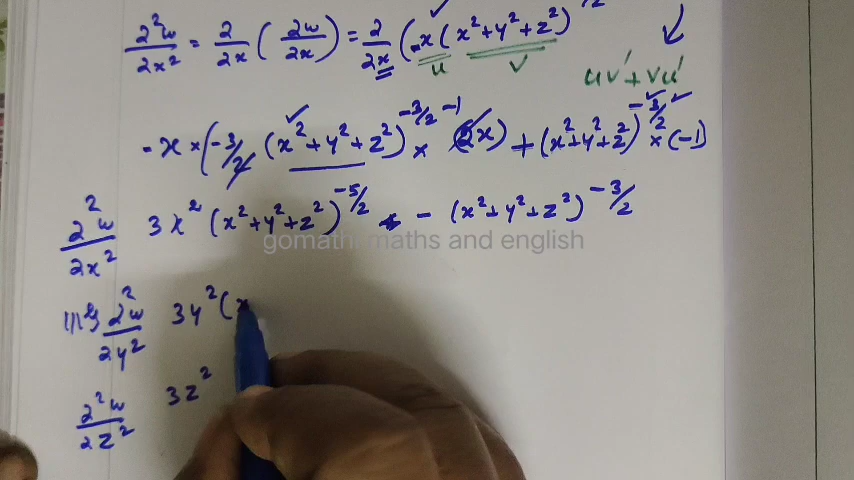 ∂²w/∂x² = ∂/∂x (∂w/∂x) = ∂/∂x (-x (x²+y²+z²)
u v uv' + vu'
- x × (-3/2 (x²+y²+z²)^(-3/2 -1) × 2x) + (x²+y²+z²)^(-3/2) × (-1)
∂²w/∂x² 3x² (x²+y²+z²)^(-5/2) - (x²+y²+z²)^(-3/2)
gomathi maths and english
|||ly ∂²w/∂y² 3y² (x
∂²w/∂z² 3z²